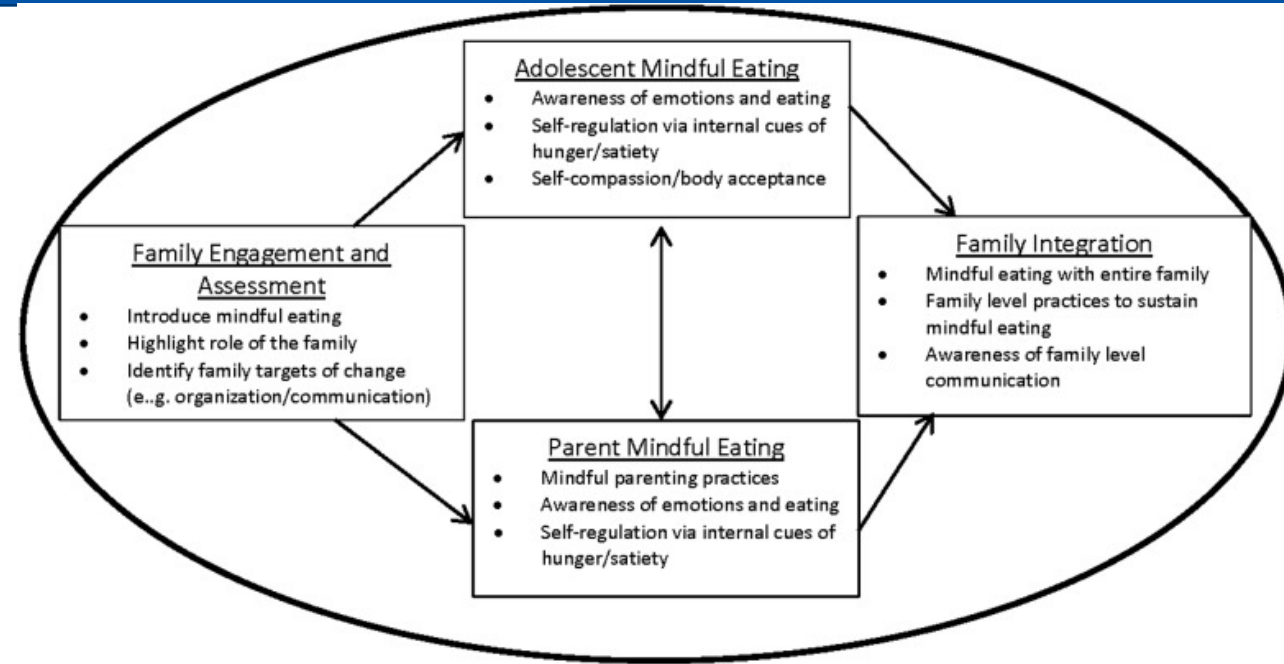 Adolescent Mindful Eating
• Awareness of emotions and eating
• Self-regulation via internal cues of
hunger/satiety
• Self-compassion/body acceptance
Family Engagement and
Assessment
• Introduce mindful eating
• Highlight role of the family
• Identify family targets of change
(e..g. organization/communication)
Family Integration
• Mindful eating with entire family
• Family level practices to sustain
mindful eating
• Awareness of family level
communication
Parent Mindful Eating
• Mindful parenting practices
• Awareness of emotions and eating
• Self-regulation via internal cues of
hunger/satiety